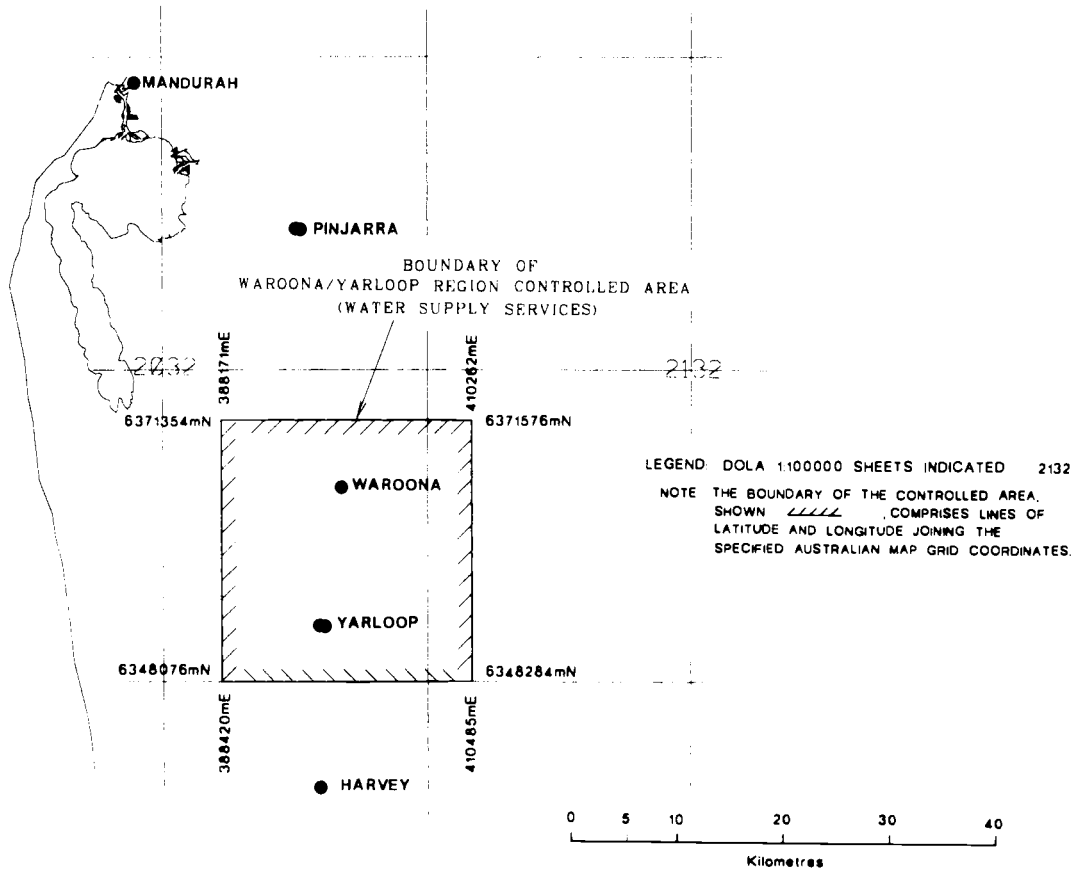 MANDURAH
PINJARRA
BOUNDARY OF
WAROONA/YARLOOP REGION CONTROLLED AREA
(WATER SUPPLY SERVICES)
388171mE
410262mE
2032
2132
6371354mN
6371576mN
WAROONA
LEGEND: DOLA 1:100000 SHEETS INDICATED 2132
NOTE THE BOUNDARY OF THE CONTROLLED AREA,
SHOWN , COMPRISES LINES OF
LATITUDE AND LONGITUDE JOINING THE
SPECIFIED AUSTRALIAN MAP GRID COORDINATES.
YARLOOP
6348076mN
6348284mN
388420mE
410485mE
HARVEY
0 5 10 20 30 40
Kilometres